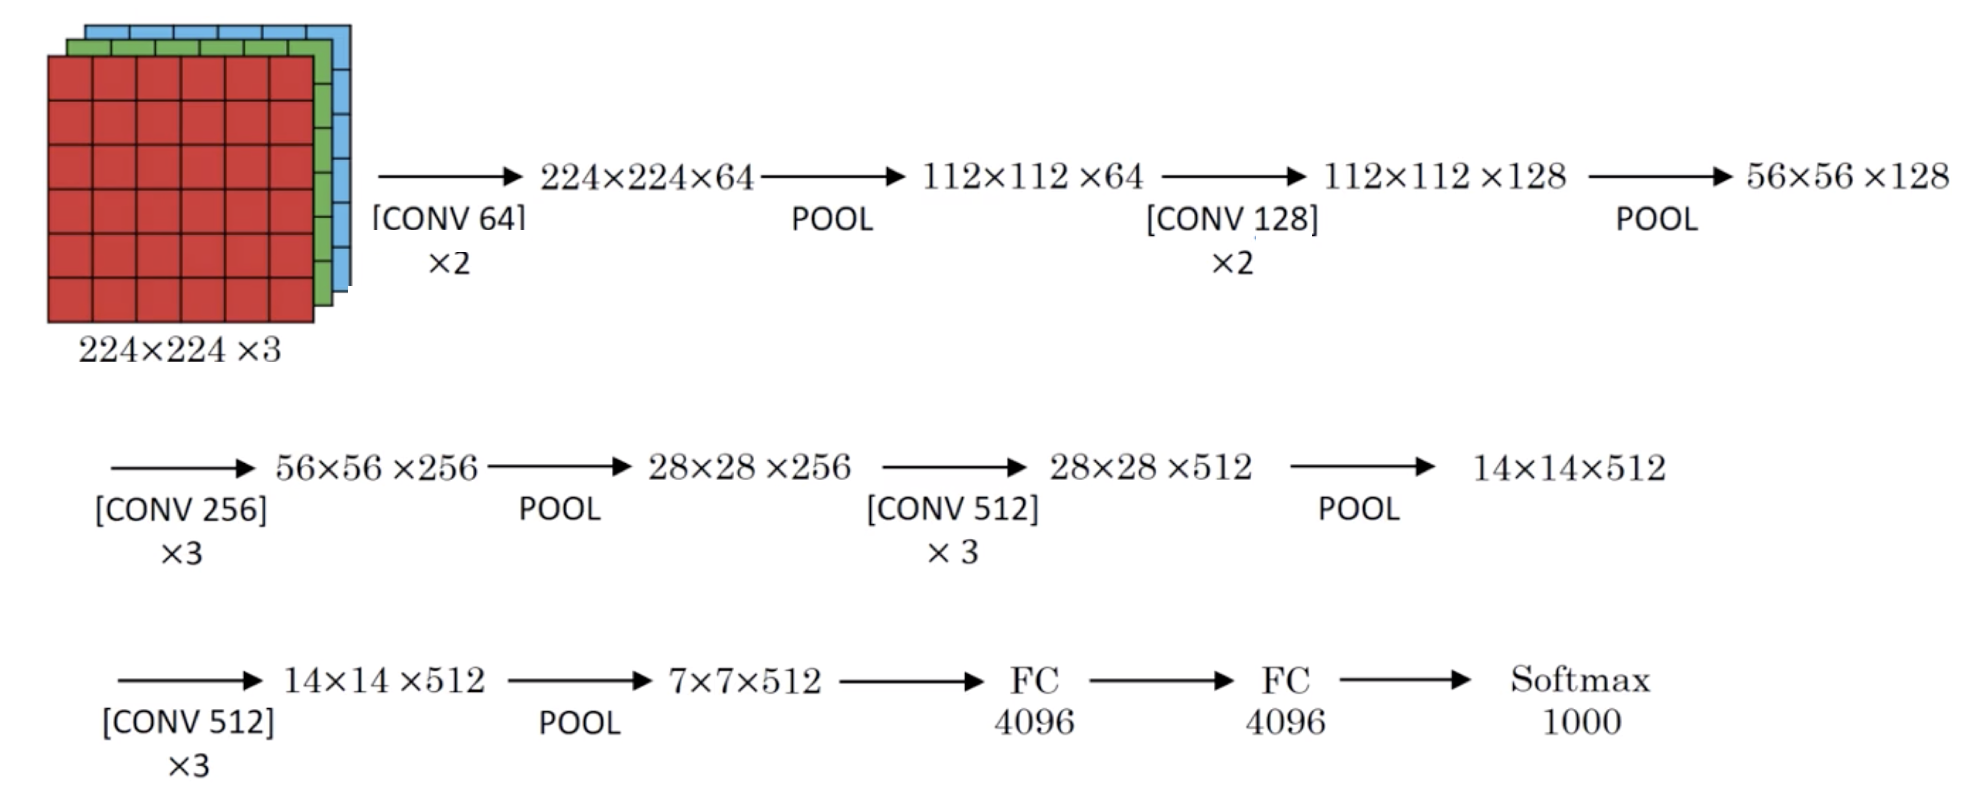 224×224 ×3
224×224×64
112×112 ×64
112×112 ×128
56×56 ×128
[CONV 64]
×2
POOL
[CONV 128]
×2
POOL
56×56 ×256
28×28 ×256
28×28 ×512
14×14×512
[CONV 256]
×3
POOL
[CONV 512]
× 3
POOL
14×14 ×512
7×7×512
FC
4096
FC
4096
Softmax
1000
[CONV 512]
×3
POOL